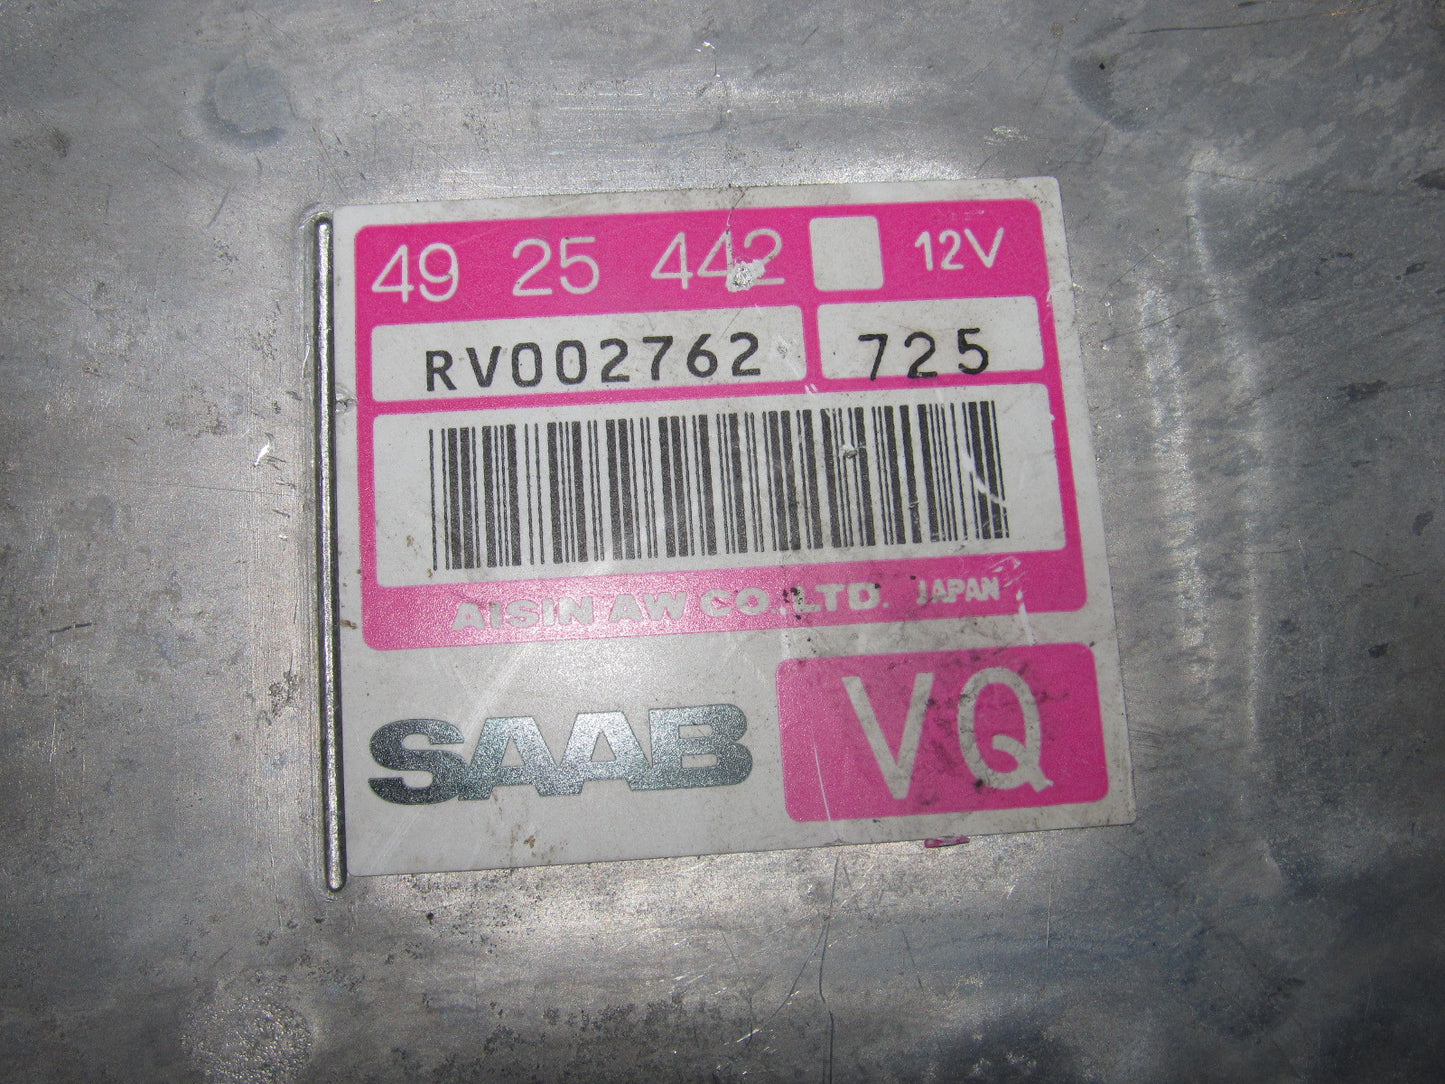 49 25 442 12V
RV002762 725
AISIN AW CO.,LTD. JAPAN
SAAB VQ